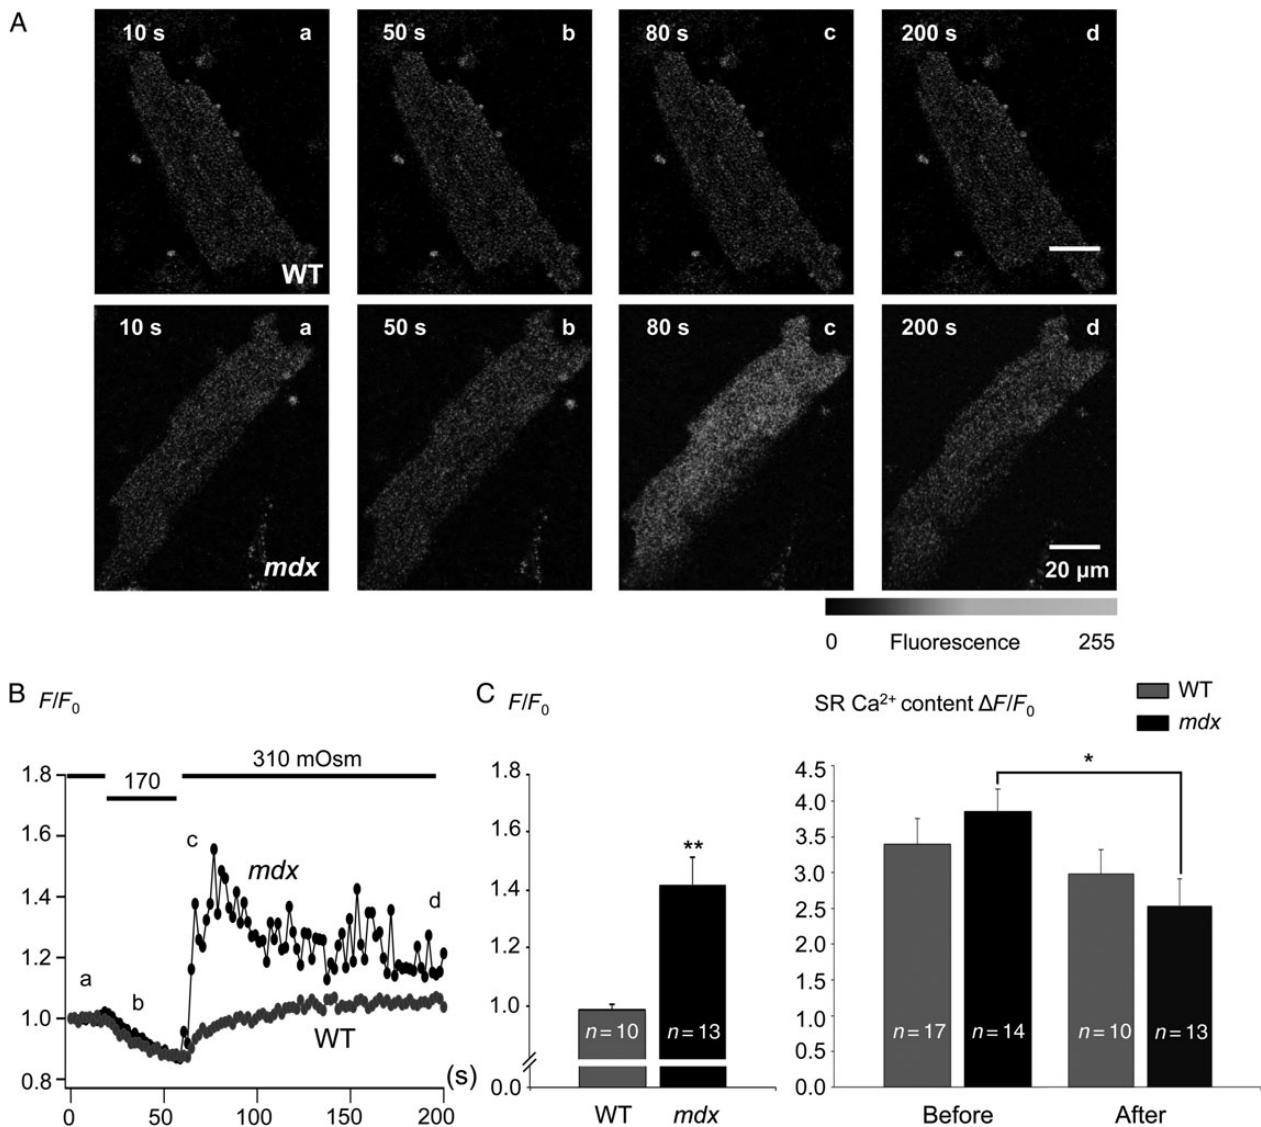 A
10 s a
50 s b
80 s c
200 s d
WT
10 s a
50 s b
80 s c
200 s d
mdx
20 µm
0 Fluorescence 255
B F/F0
310 mOsm
170
1.8
1.6
1.4
1.2
1.0
0.8
c
mdx
d
a
b
WT
(s)
0 50 100 150 200
C F/F0
1.8
1.6
1.4
1.2
1.0
0.0
**
n = 10 n = 13
WT mdx
SR Ca2+ content ΔF/F0
WT
mdx
4.5
4.0
3.5
3.0
2.5
2.0
1.5
1.0
0.5
0.0
*
n = 17 n = 14 n = 10 n = 13
Before After